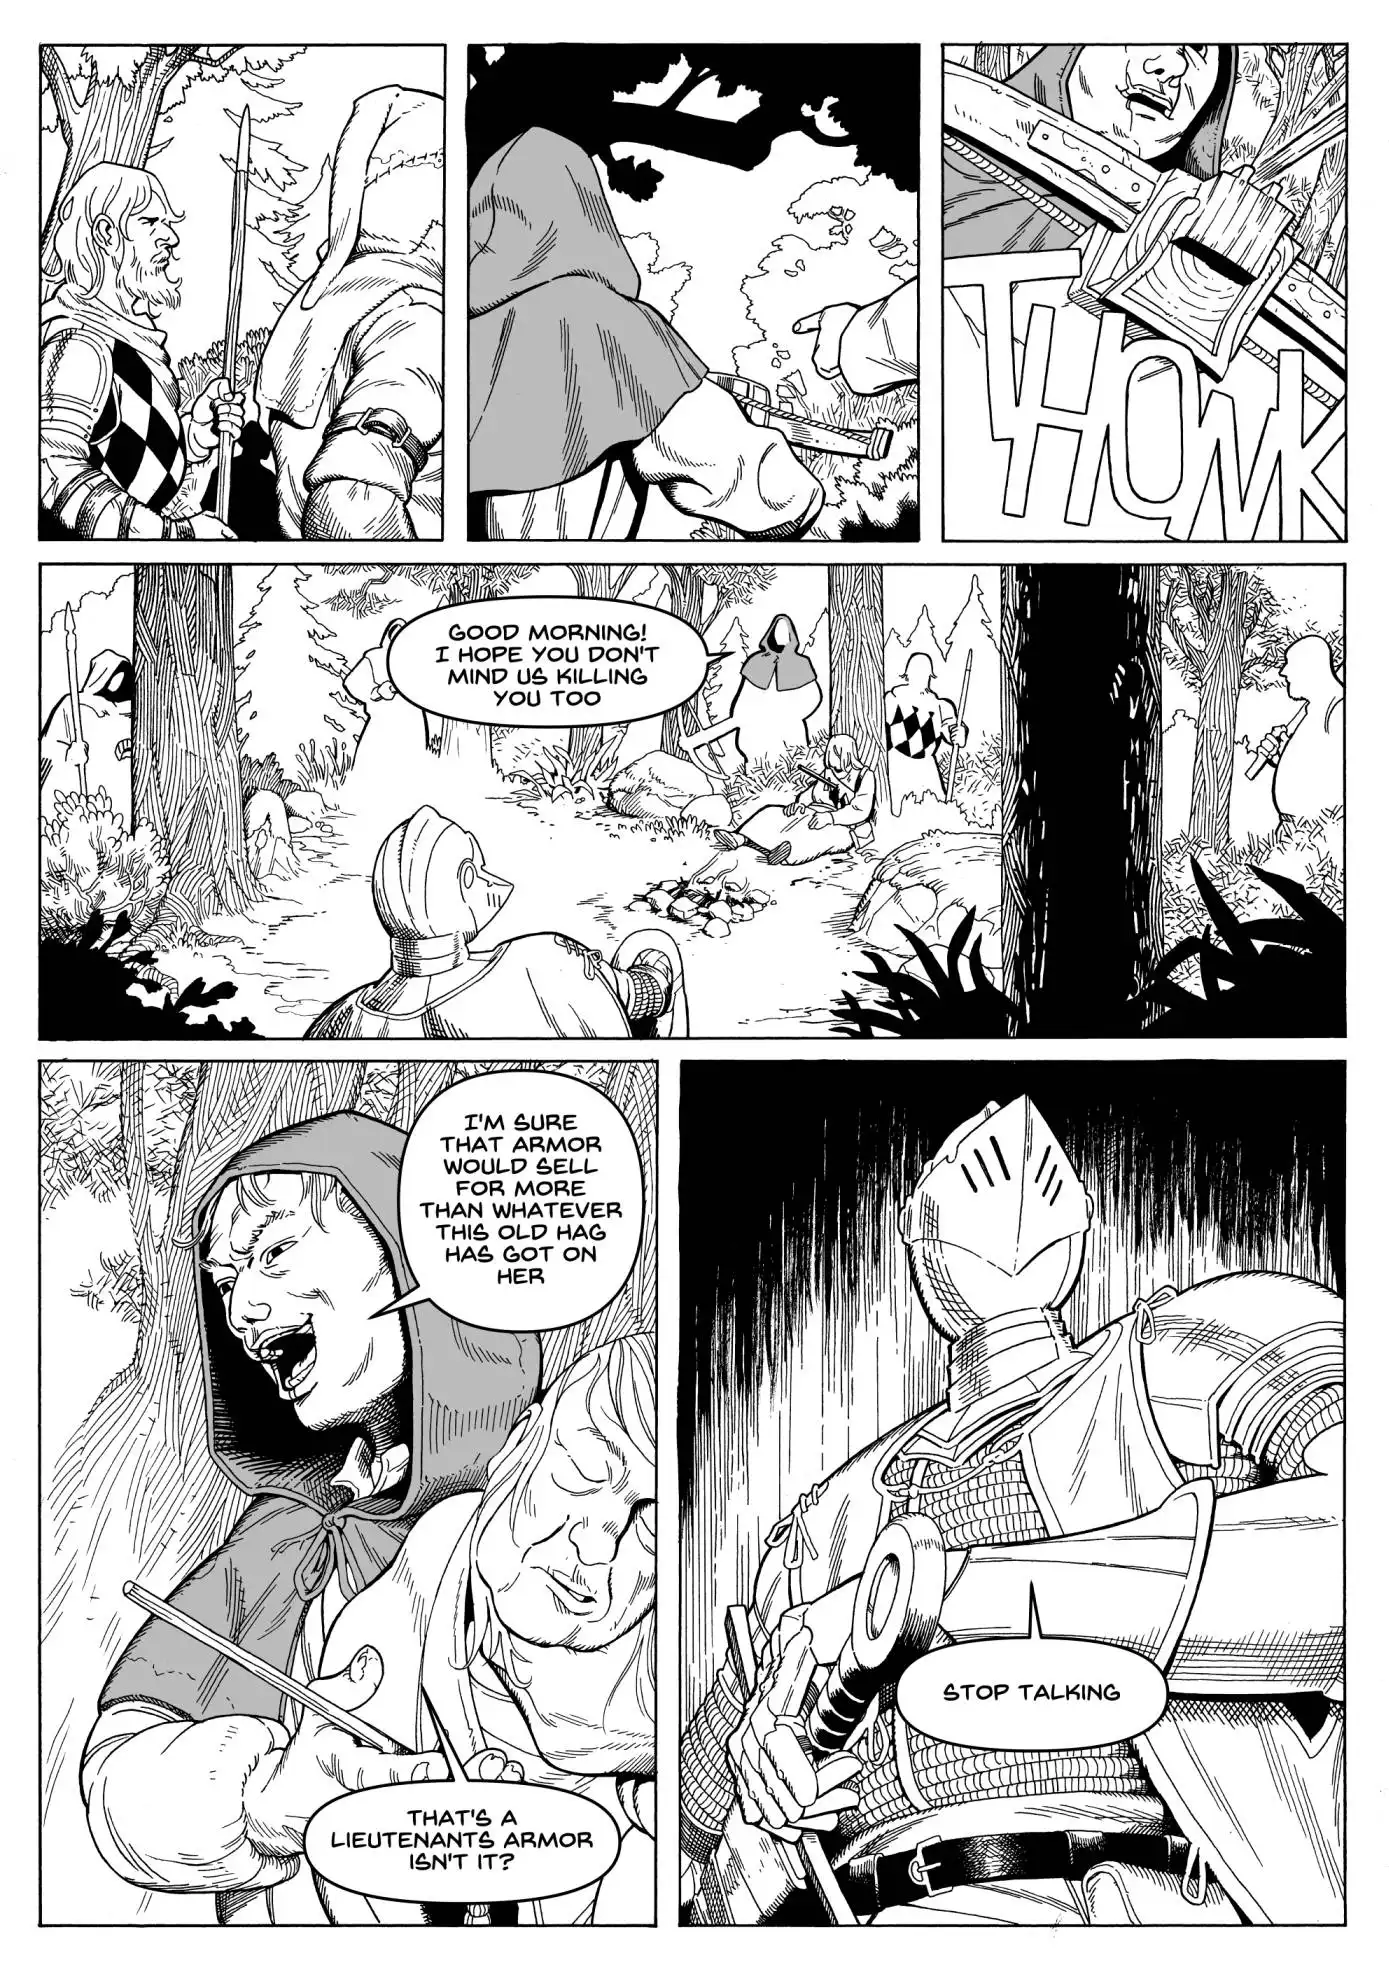 THONK
GOOD MORNING!
I HOPE YOU DON'T
MIND US KILLING
YOU TOO
I'M SURE
THAT ARMOR
WOULD SELL
FOR MORE
THAN WHATEVER
THIS OLD HAG
HAS GOT ON
HER
THAT'S A
LIEUTENANTS ARMOR
ISN'T IT?
STOP TALKING